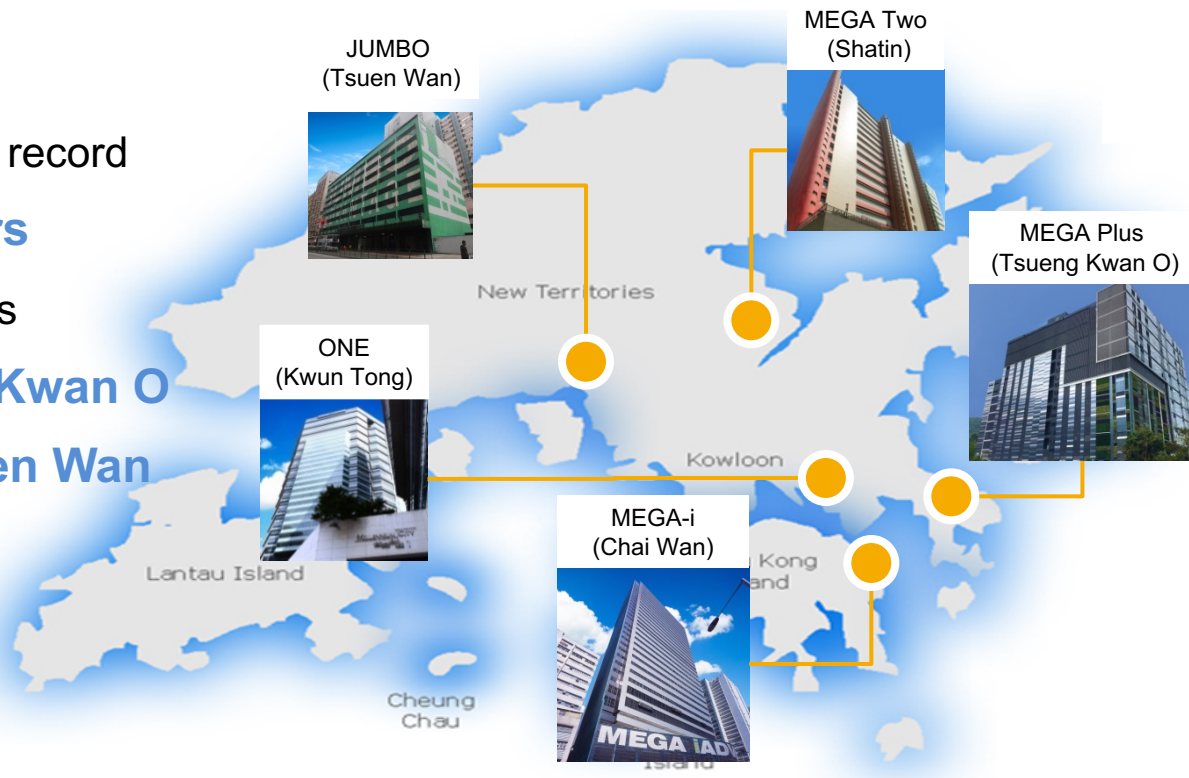 JUMBO
(Tsuen Wan)
MEGA Two
(Shatin)
record
rs
MEGA Plus
(Tsueng Kwan O)
New Territories
s
ONE
(Kwun Tong)
Kwan O
en Wan
Kowloon
MEGA-i
(Chai Wan)
Kong
and
Lantau Island
Cheung
Chau
MEGA iAD
Island